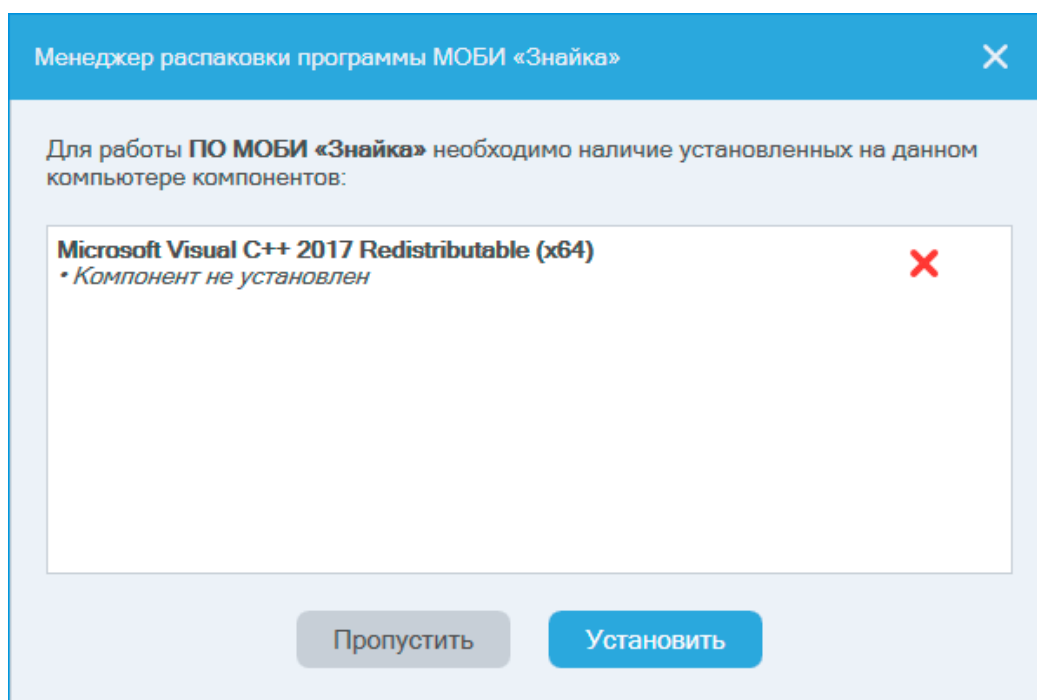 Менеджер распаковки программы МОБИ «Знайка»
Для работы ПО МОБИ «Знайка» необходимо наличие установленных на данном
компьютере компонентов:
Microsoft Visual C++ 2017 Redistributable (x64)
• Компонент не установлен
Пропустить
Установить